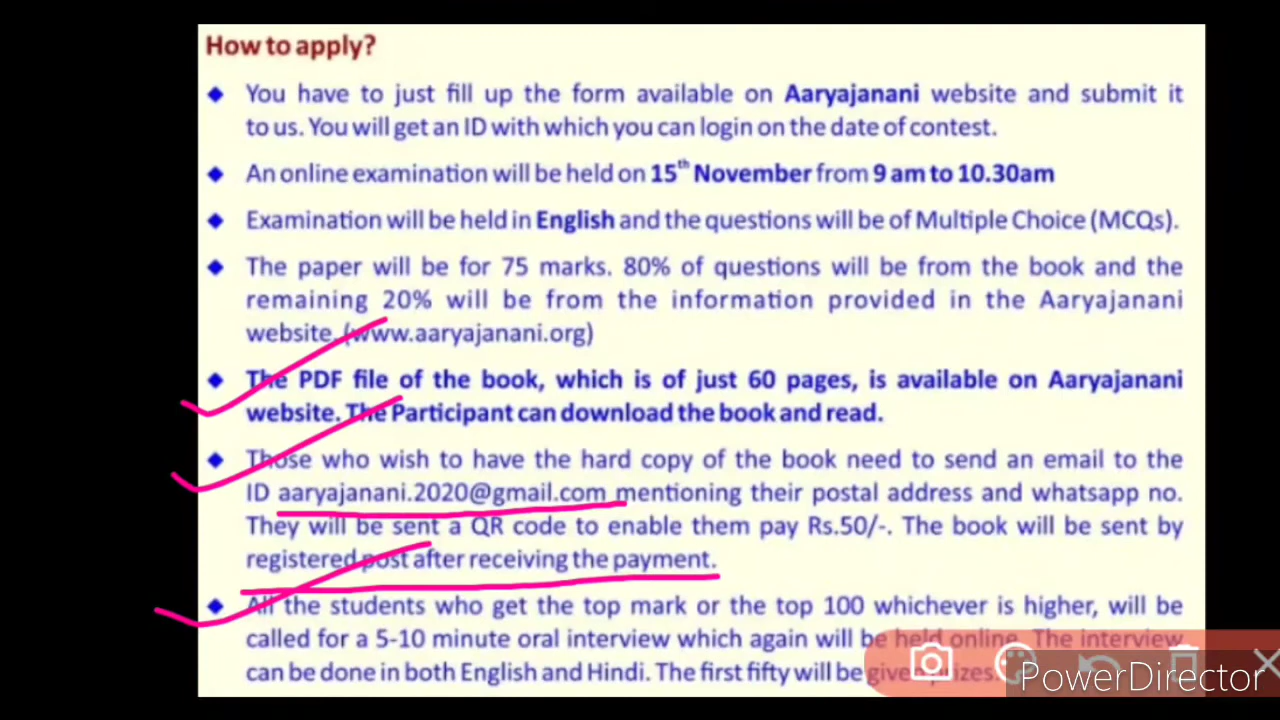 How to apply?
◆ You have to just fill up the form available on Aaryajanani website and submit it
to us. You will get an ID with which you can login on the date of contest.
◆ An online examination will be held on 15th November from 9 am to 10.30am
◆ Examination will be held in English and the questions will be of Multiple Choice (MCQs).
◆ The paper will be for 75 marks. 80% of questions will be from the book and the
remaining 20% will be from the information provided in the Aaryajanani
website. (www.aaryajanani.org)
◆ The PDF file of the book, which is of just 60 pages, is available on Aaryajanani
website. The Participant can download the book and read.
◆ Those who wish to have the hard copy of the book need to send an email to the
ID aaryajanani.2020@gmail.com mentioning their postal address and whatsapp no.
They will be sent a QR code to enable them pay Rs.50/-. The book will be sent by
registered post after receiving the payment.
◆ All the students who get the top mark or the top 100 whichever is higher, will be
called for a 5-10 minute oral interview which again will be held online. The interview
can be done in both English and Hindi. The first fifty will be given prizes.
PowerDirector